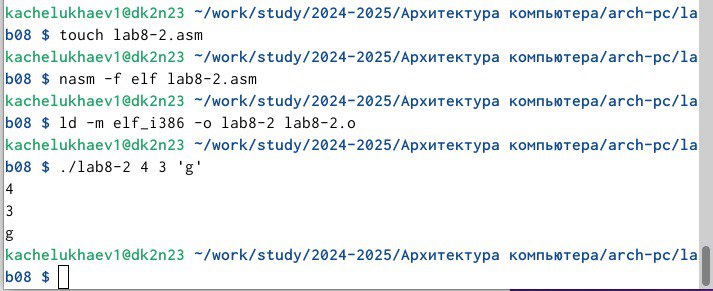 kachelukhaev1@dk2n23 ~/work/study/2024-2025/Архитектура компьютера/arch-pc/la
b08 $ touch lab8-2.asm
kachelukhaev1@dk2n23 ~/work/study/2024-2025/Архитектура компьютера/arch-pc/la
b08 $ nasm -f elf lab8-2.asm
kachelukhaev1@dk2n23 ~/work/study/2024-2025/Архитектура компьютера/arch-pc/la
b08 $ ld -m elf_i386 -o lab8-2 lab8-2.o
kachelukhaev1@dk2n23 ~/work/study/2024-2025/Архитектура компьютера/arch-pc/la
b08 $ ./lab8-2 4 3 'g'
4
3
g
kachelukhaev1@dk2n23 ~/work/study/2024-2025/Архитектура компьютера/arch-pc/la
b08 $